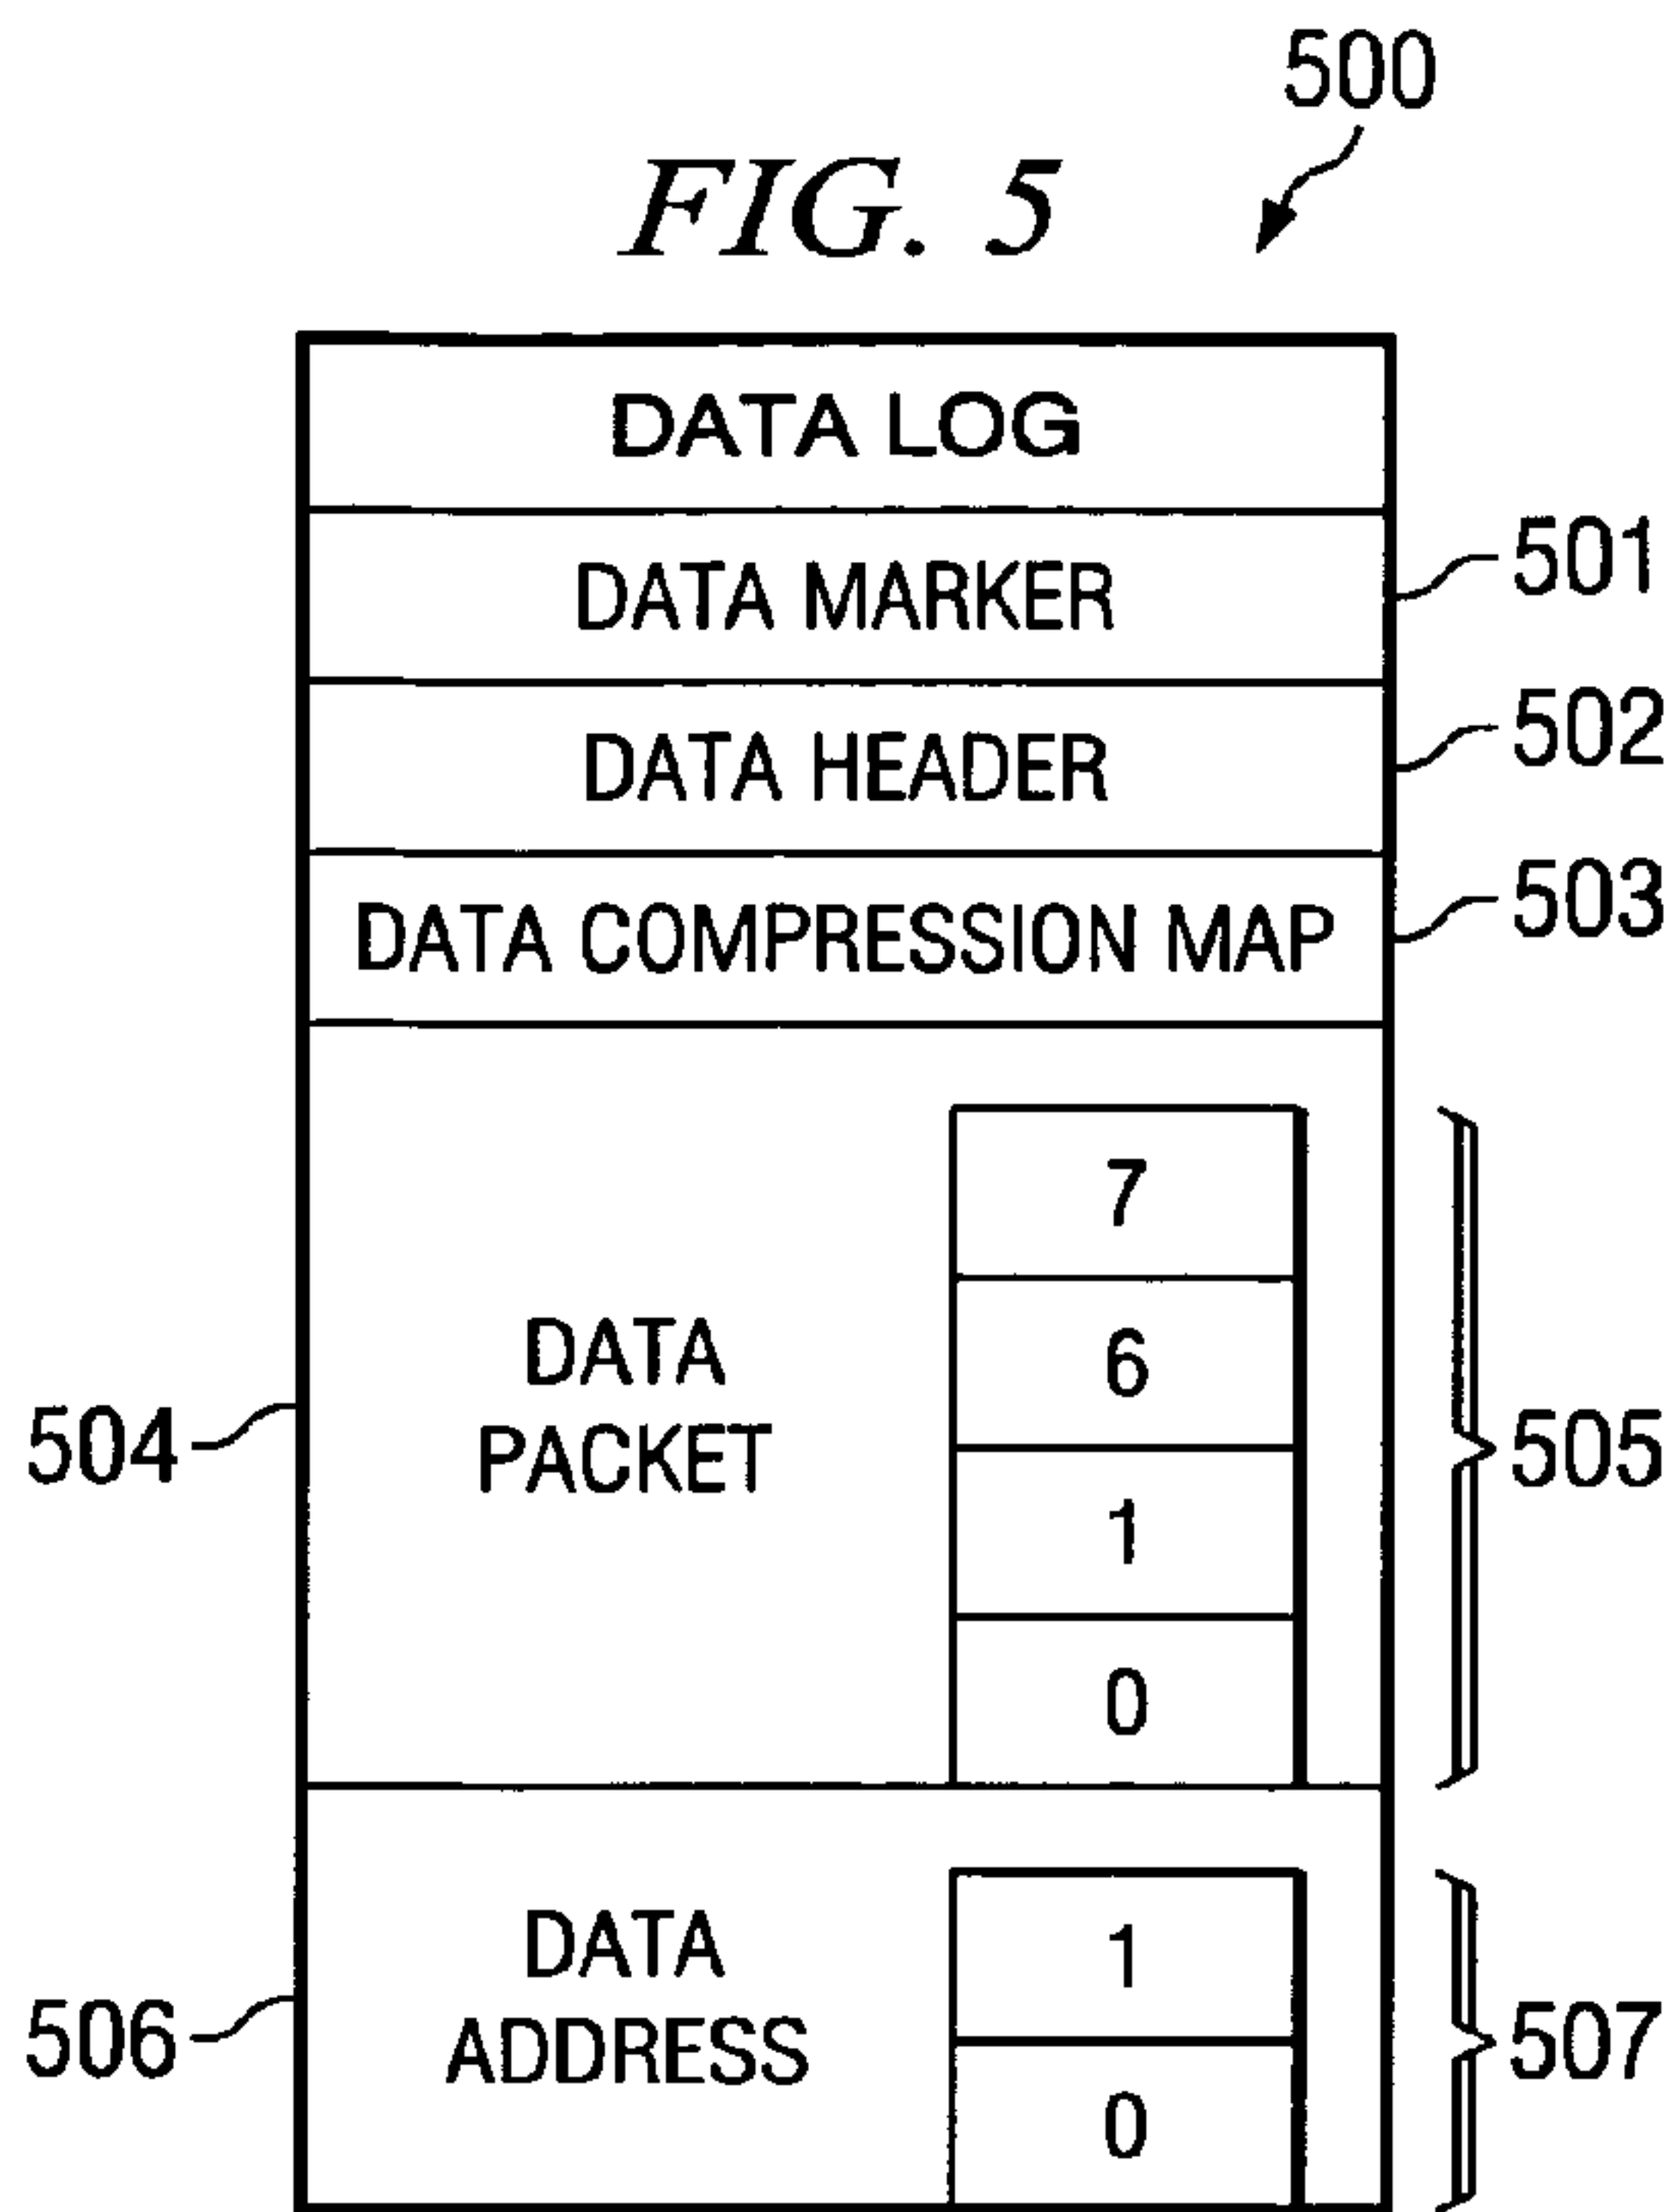 500
FIG. 5
DATA LOG
DATA MARKER
501
DATA HEADER
502
DATA COMPRESSION MAP
503
7
6
1
0
DATA
PACKET
504
505
1
0
DATA
ADDRESS
506
507